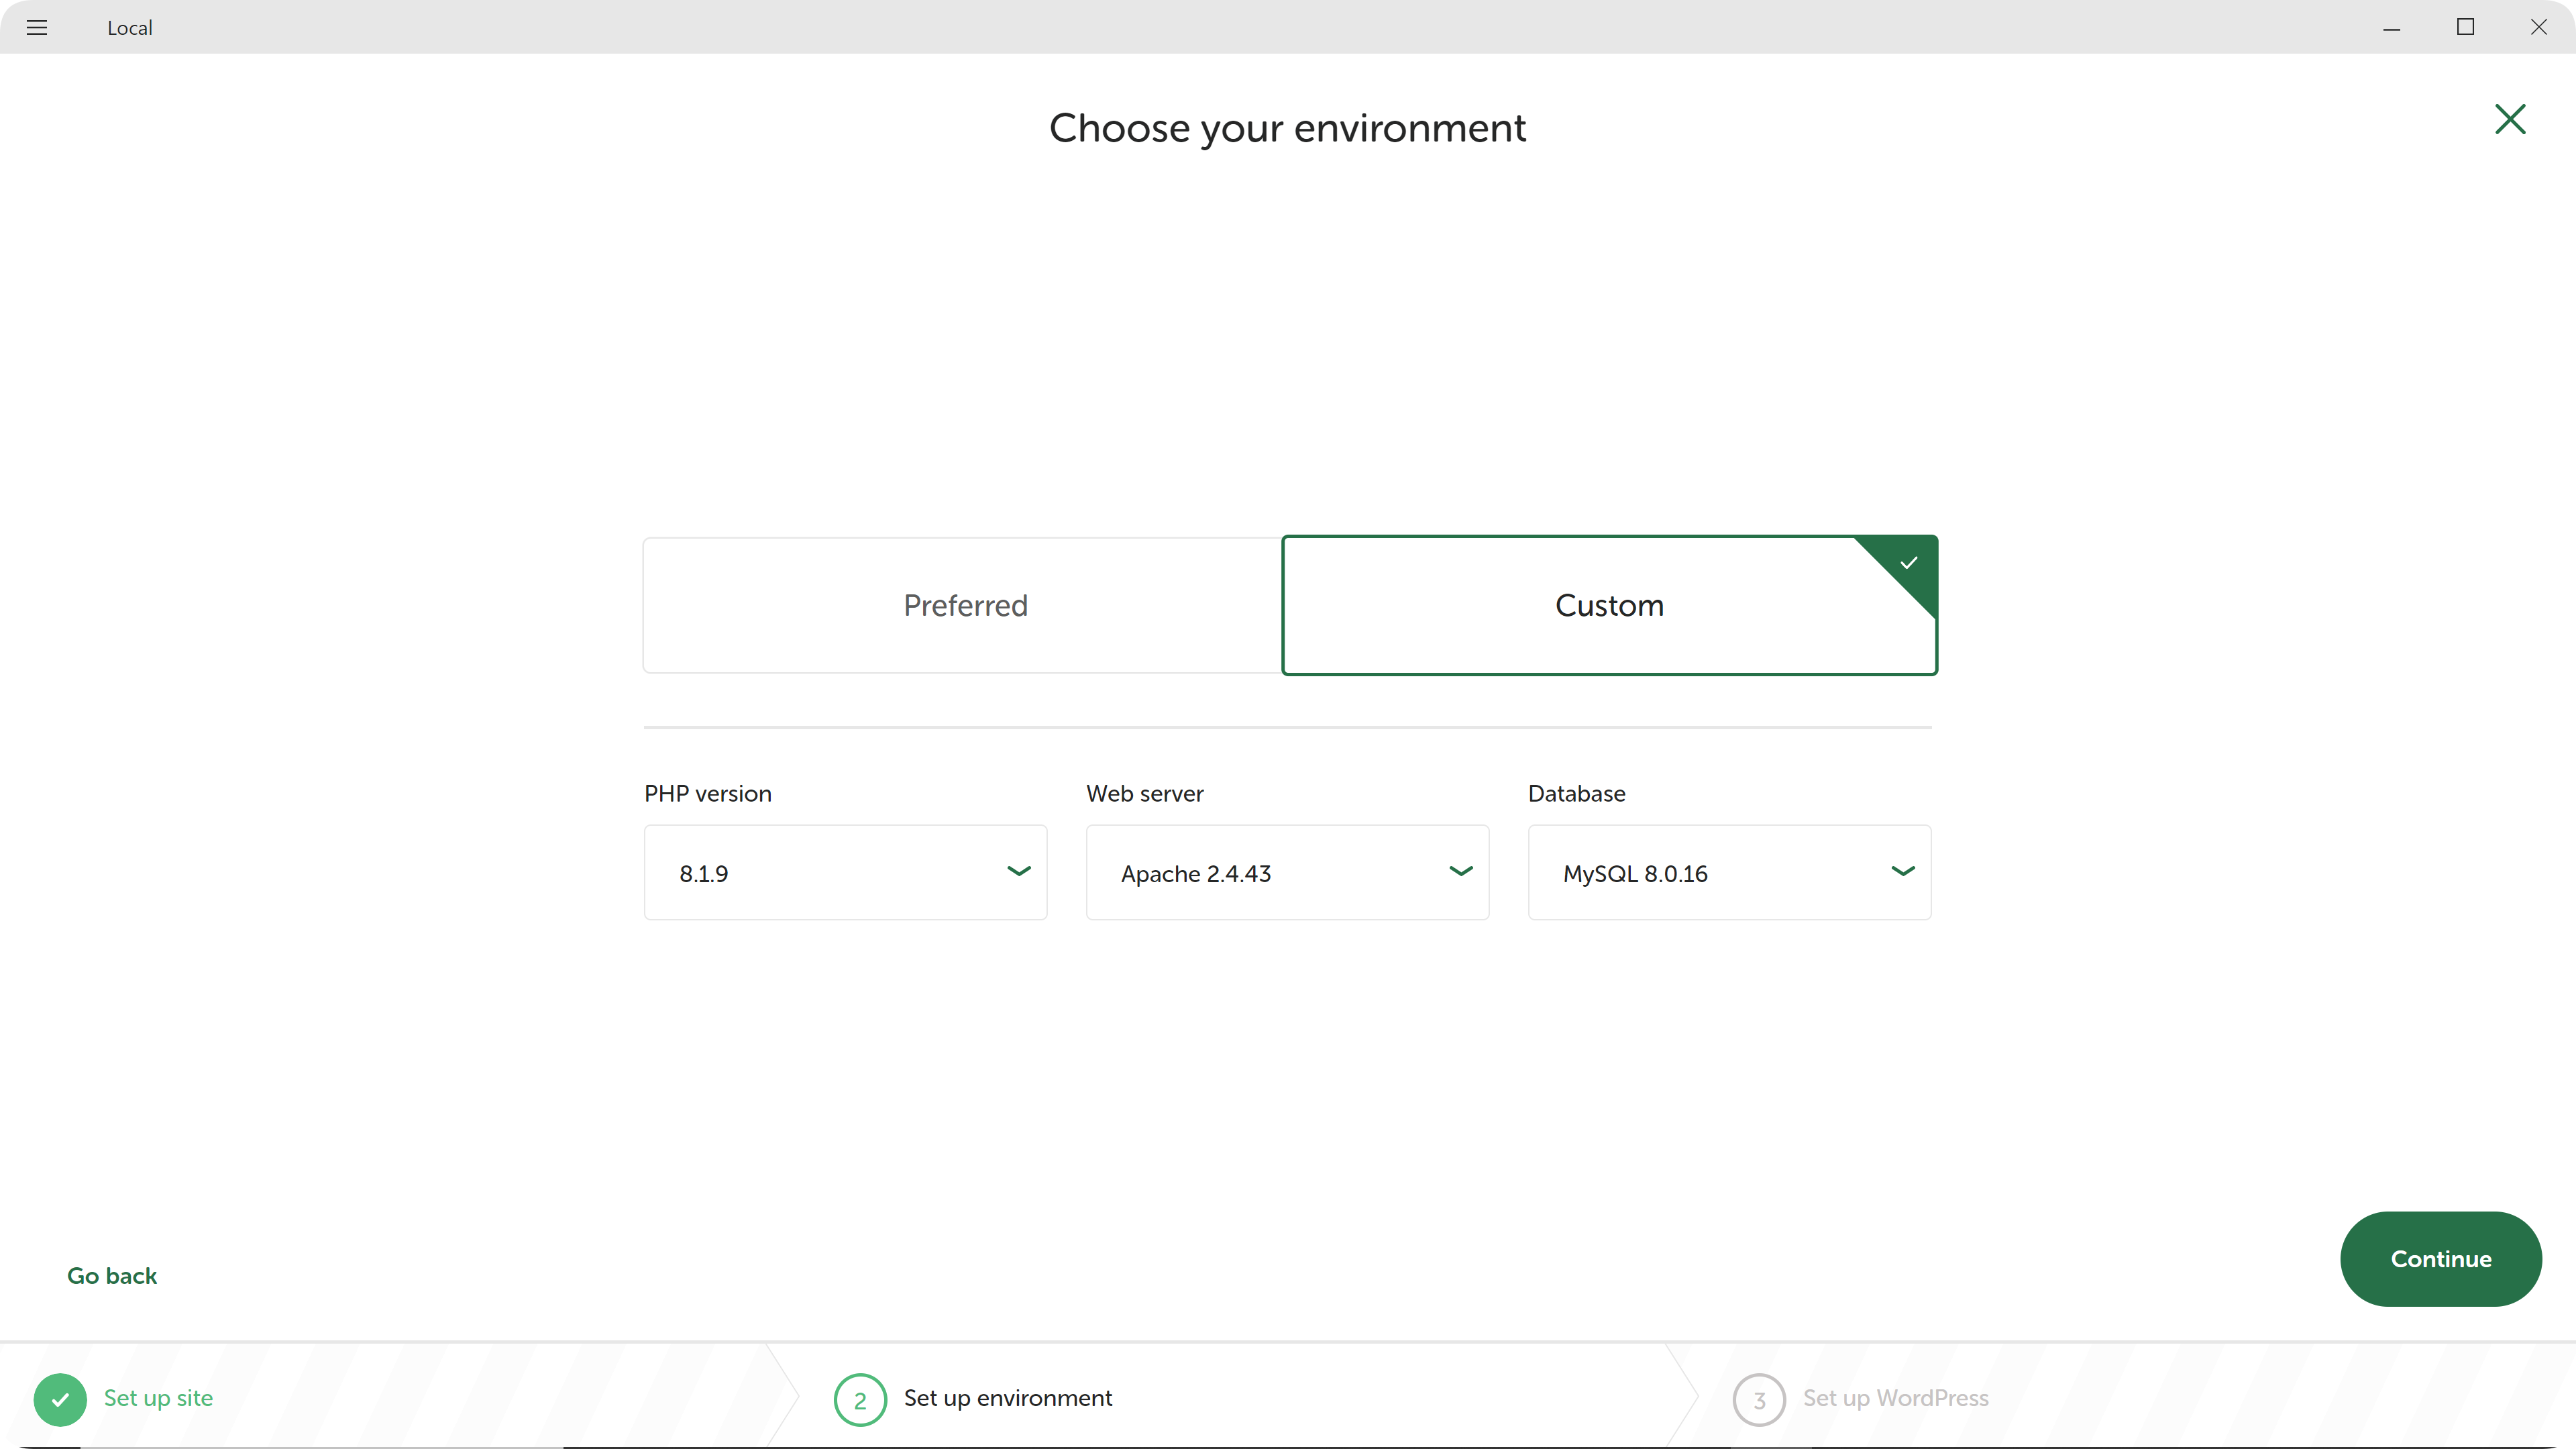 Local
Choose your environment
Preferred
Custom
PHP version
Web server
Database
8.1.9
Apache 2.4.43
MySQL 8.0.16
Go back
Continue
Set up site
2
Set up environment
3
Set up WordPress